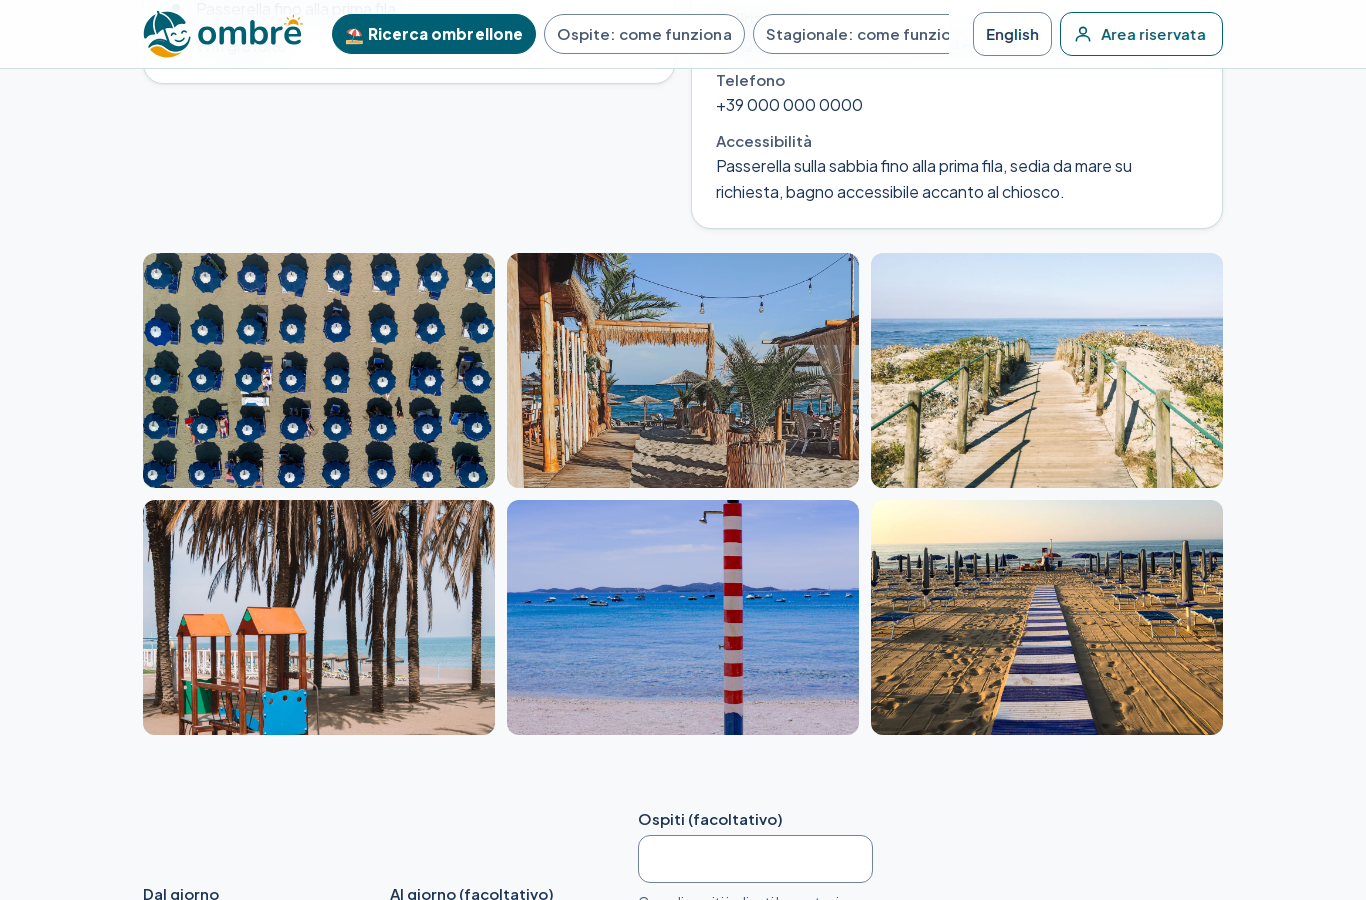 Passerella fino alla prima fila
ombrē
Ricerca ombrellone
Ospite: come funziona
Stagionale: come funzio
English
Area riservata
Telefono
+39 000 000 0000
Accessibilità
Passerella sulla sabbia fino alla prima fila, sedia da mare su
richiesta, bagno accessibile accanto al chiosco.
Ospiti (facoltativo)
Dal giorno
Al giorno (facoltativo)